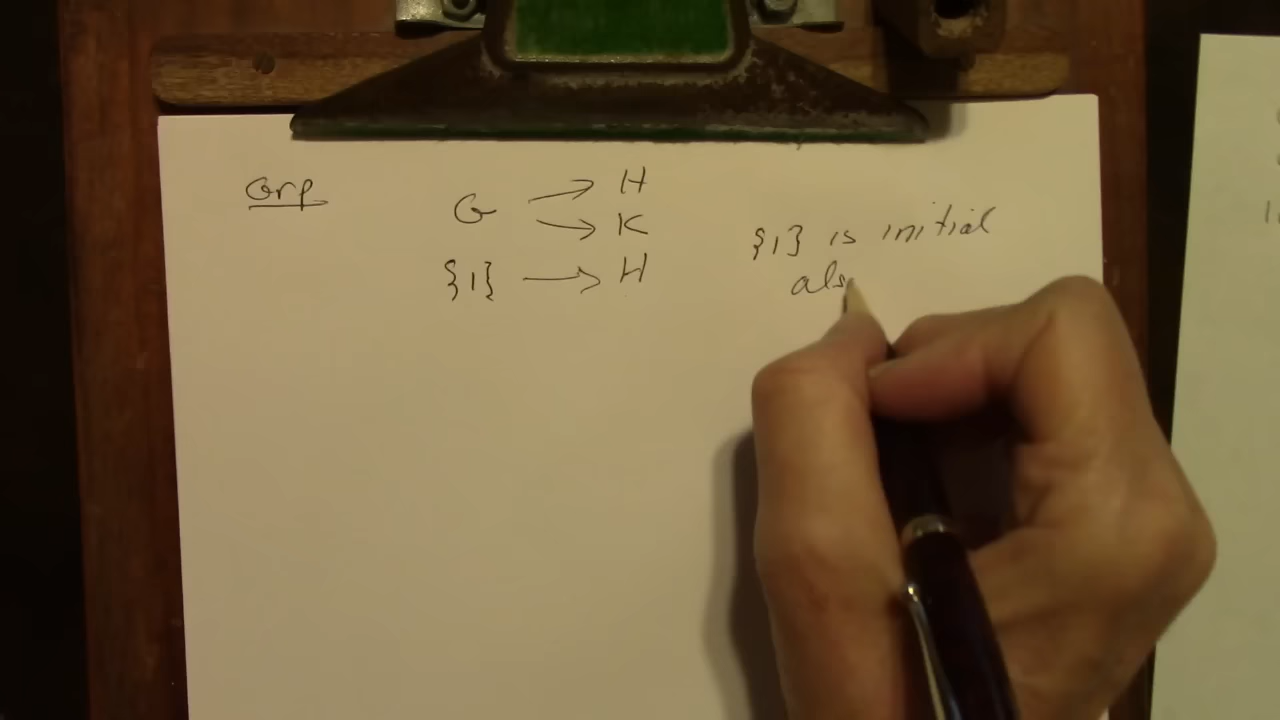 Grp
G → H
→ K
{1} → H
{1} is initial
als